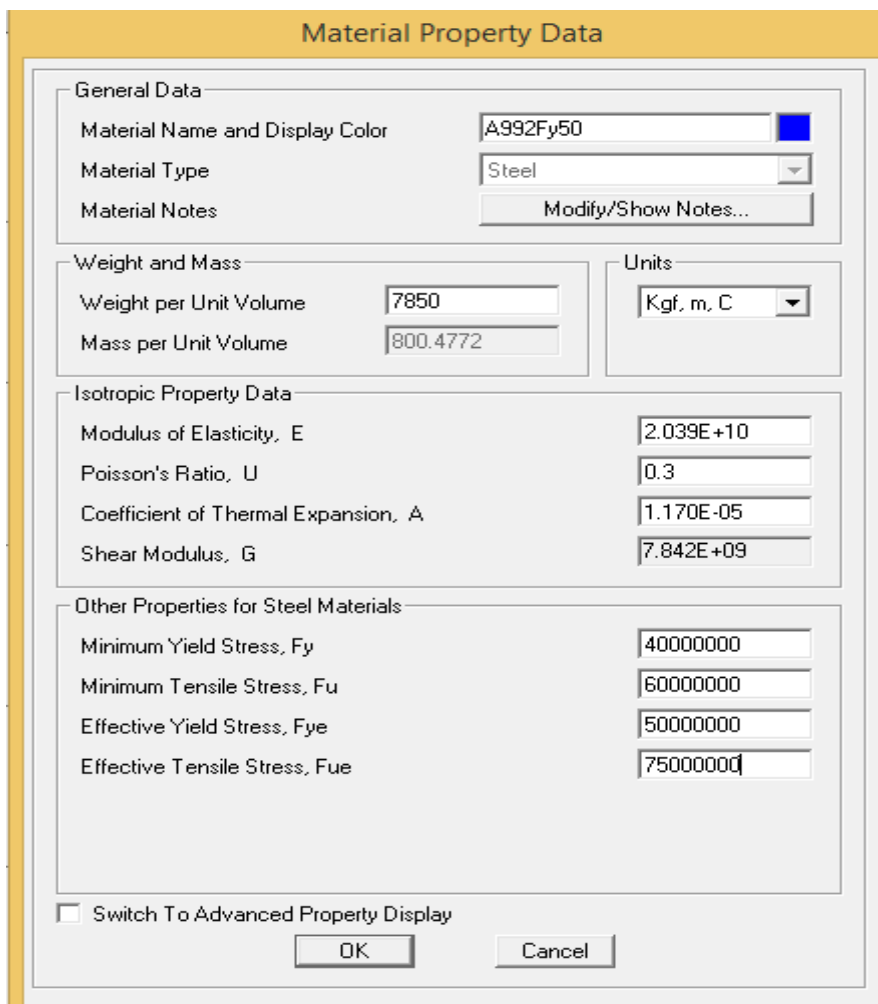 Material Property Data
General Data
Material Name and Display Color A992Fy50
Material Type Steel
Material Notes Modify/Show Notes...
Weight and Mass
Weight per Unit Volume 7850
Mass per Unit Volume 800.4772
Units
Kgf, m, C
Isotropic Property Data
Modulus of Elasticity, E 2.039E+10
Poisson's Ratio, U 0.3
Coefficient of Thermal Expansion, A 1.170E-05
Shear Modulus, G 7.842E+09
Other Properties for Steel Materials
Minimum Yield Stress, Fy 40000000
Minimum Tensile Stress, Fu 60000000
Effective Yield Stress, Fye 50000000
Effective Tensile Stress, Fue 75000000
Switch To Advanced Property Display
OK Cancel